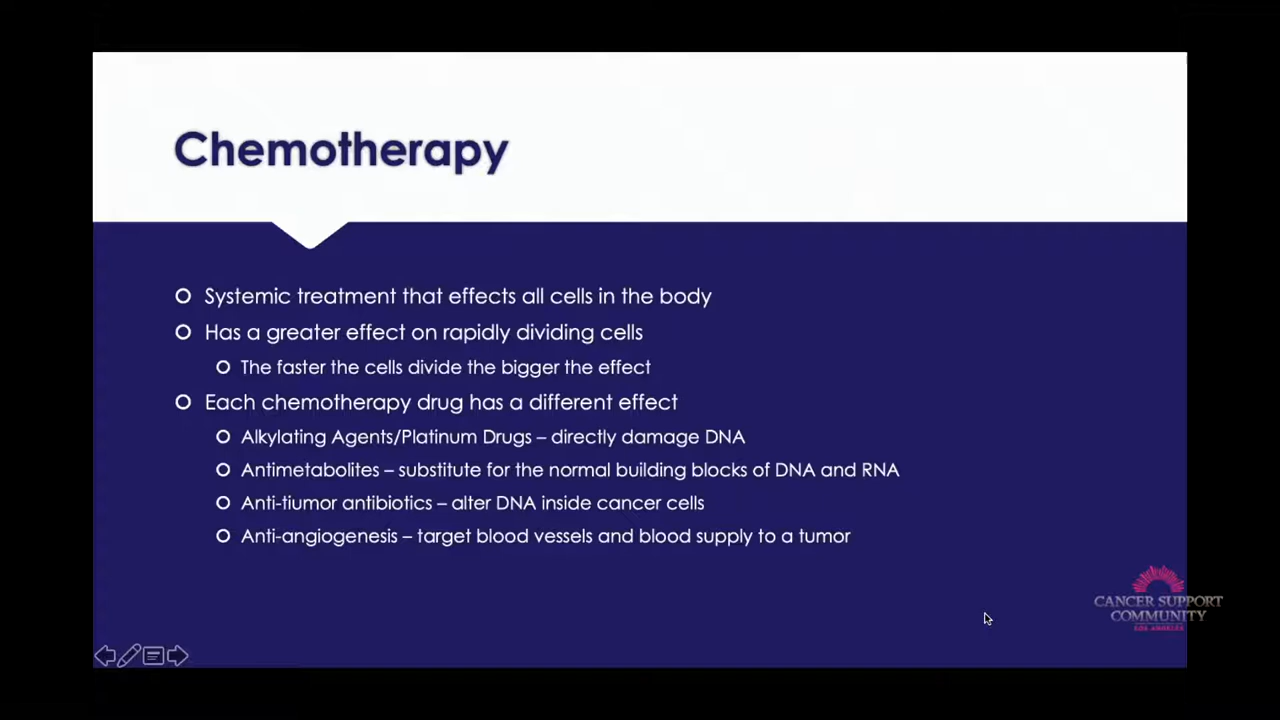 Chemotherapy
Systemic treatment that effects all cells in the body
Has a greater effect on rapidly dividing cells
The faster the cells divide the bigger the effect
Each chemotherapy drug has a different effect
Alkylating Agents/Platinum Drugs – directly damage DNA
Antimetabolites – substitute for the normal building blocks of DNA and RNA
Anti-tiumor antibiotics – alter DNA inside cancer cells
Anti-angiogenesis – target blood vessels and blood supply to a tumor
CANCER SUPPORT
COMMUNITY
LOS ANGELES